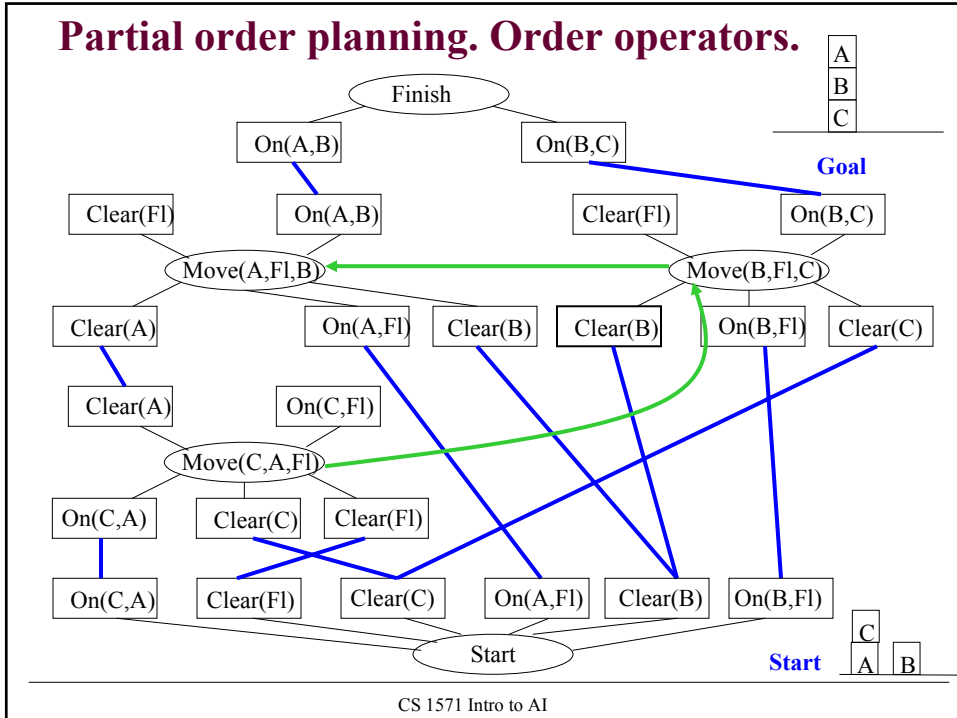 Partial order planning. Order operators.
A
B
C
Finish
On(A,B) On(B,C)
Goal
Clear(Fl) On(A,B) Clear(Fl) On(B,C)
Move(A,Fl,B) Move(B,Fl,C)
Clear(A) On(A,Fl) Clear(B) Clear(B) On(B,Fl) Clear(C)
Clear(A) On(C,Fl)
Move(C,A,Fl)
On(C,A) Clear(C) Clear(Fl)
On(C,A) Clear(Fl) Clear(C) On(A,Fl) Clear(B) On(B,Fl)
C
Start Start A B
CS 1571 Intro to AI